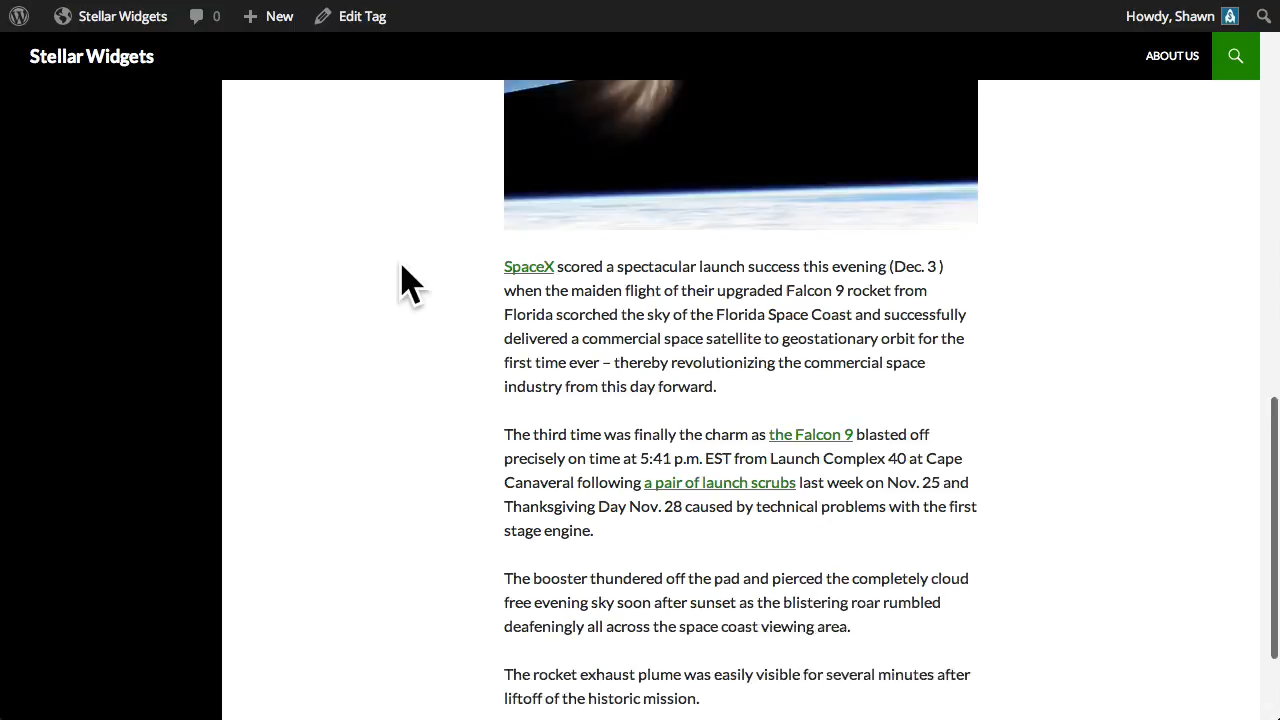 Stellar Widgets 0 New Edit Tag Howdy, Shawn
Stellar Widgets ABOUT US
SpaceX scored a spectacular launch success this evening (Dec. 3 )
when the maiden flight of their upgraded Falcon 9 rocket from
Florida scorched the sky of the Florida Space Coast and successfully
delivered a commercial space satellite to geostationary orbit for the
first time ever – thereby revolutionizing the commercial space
industry from this day forward.
The third time was finally the charm as the Falcon 9 blasted off
precisely on time at 5:41 p.m. EST from Launch Complex 40 at Cape
Canaveral following a pair of launch scrubs last week on Nov. 25 and
Thanksgiving Day Nov. 28 caused by technical problems with the first
stage engine.
The booster thundered off the pad and pierced the completely cloud
free evening sky soon after sunset as the blistering roar rumbled
deafeningly all across the space coast viewing area.
The rocket exhaust plume was easily visible for several minutes after
liftoff of the historic mission.